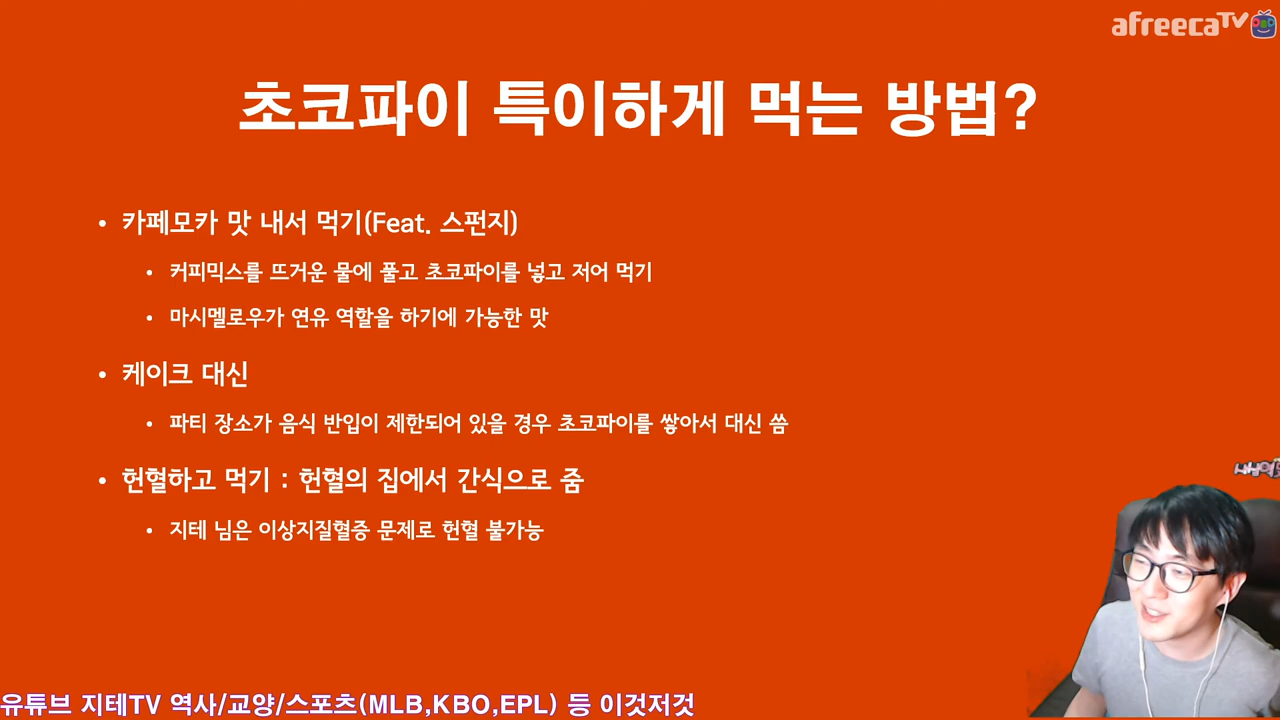 afreecaTV
초코파이 특이하게 먹는 방법?
• 카페모카 맛 내서 먹기(Feat. 스펀지)
• 커피믹스를 뜨거운 물에 풀고 초코파이를 넣고 저어 먹기
• 마시멜로우가 연유 역할을 하기에 가능한 맛
• 케이크 대신
• 파티 장소가 음식 반입이 제한되어 있을 경우 초코파이를 쌓아서 대신 씀
• 헌혈하고 먹기 : 헌혈의 집에서 간식으로 줌
• 지테 님은 이상지질혈증 문제로 헌혈 불가능
유튜브 지테TV 역사/교양/스포츠(MLB,KBO,EPL) 등 이것저것